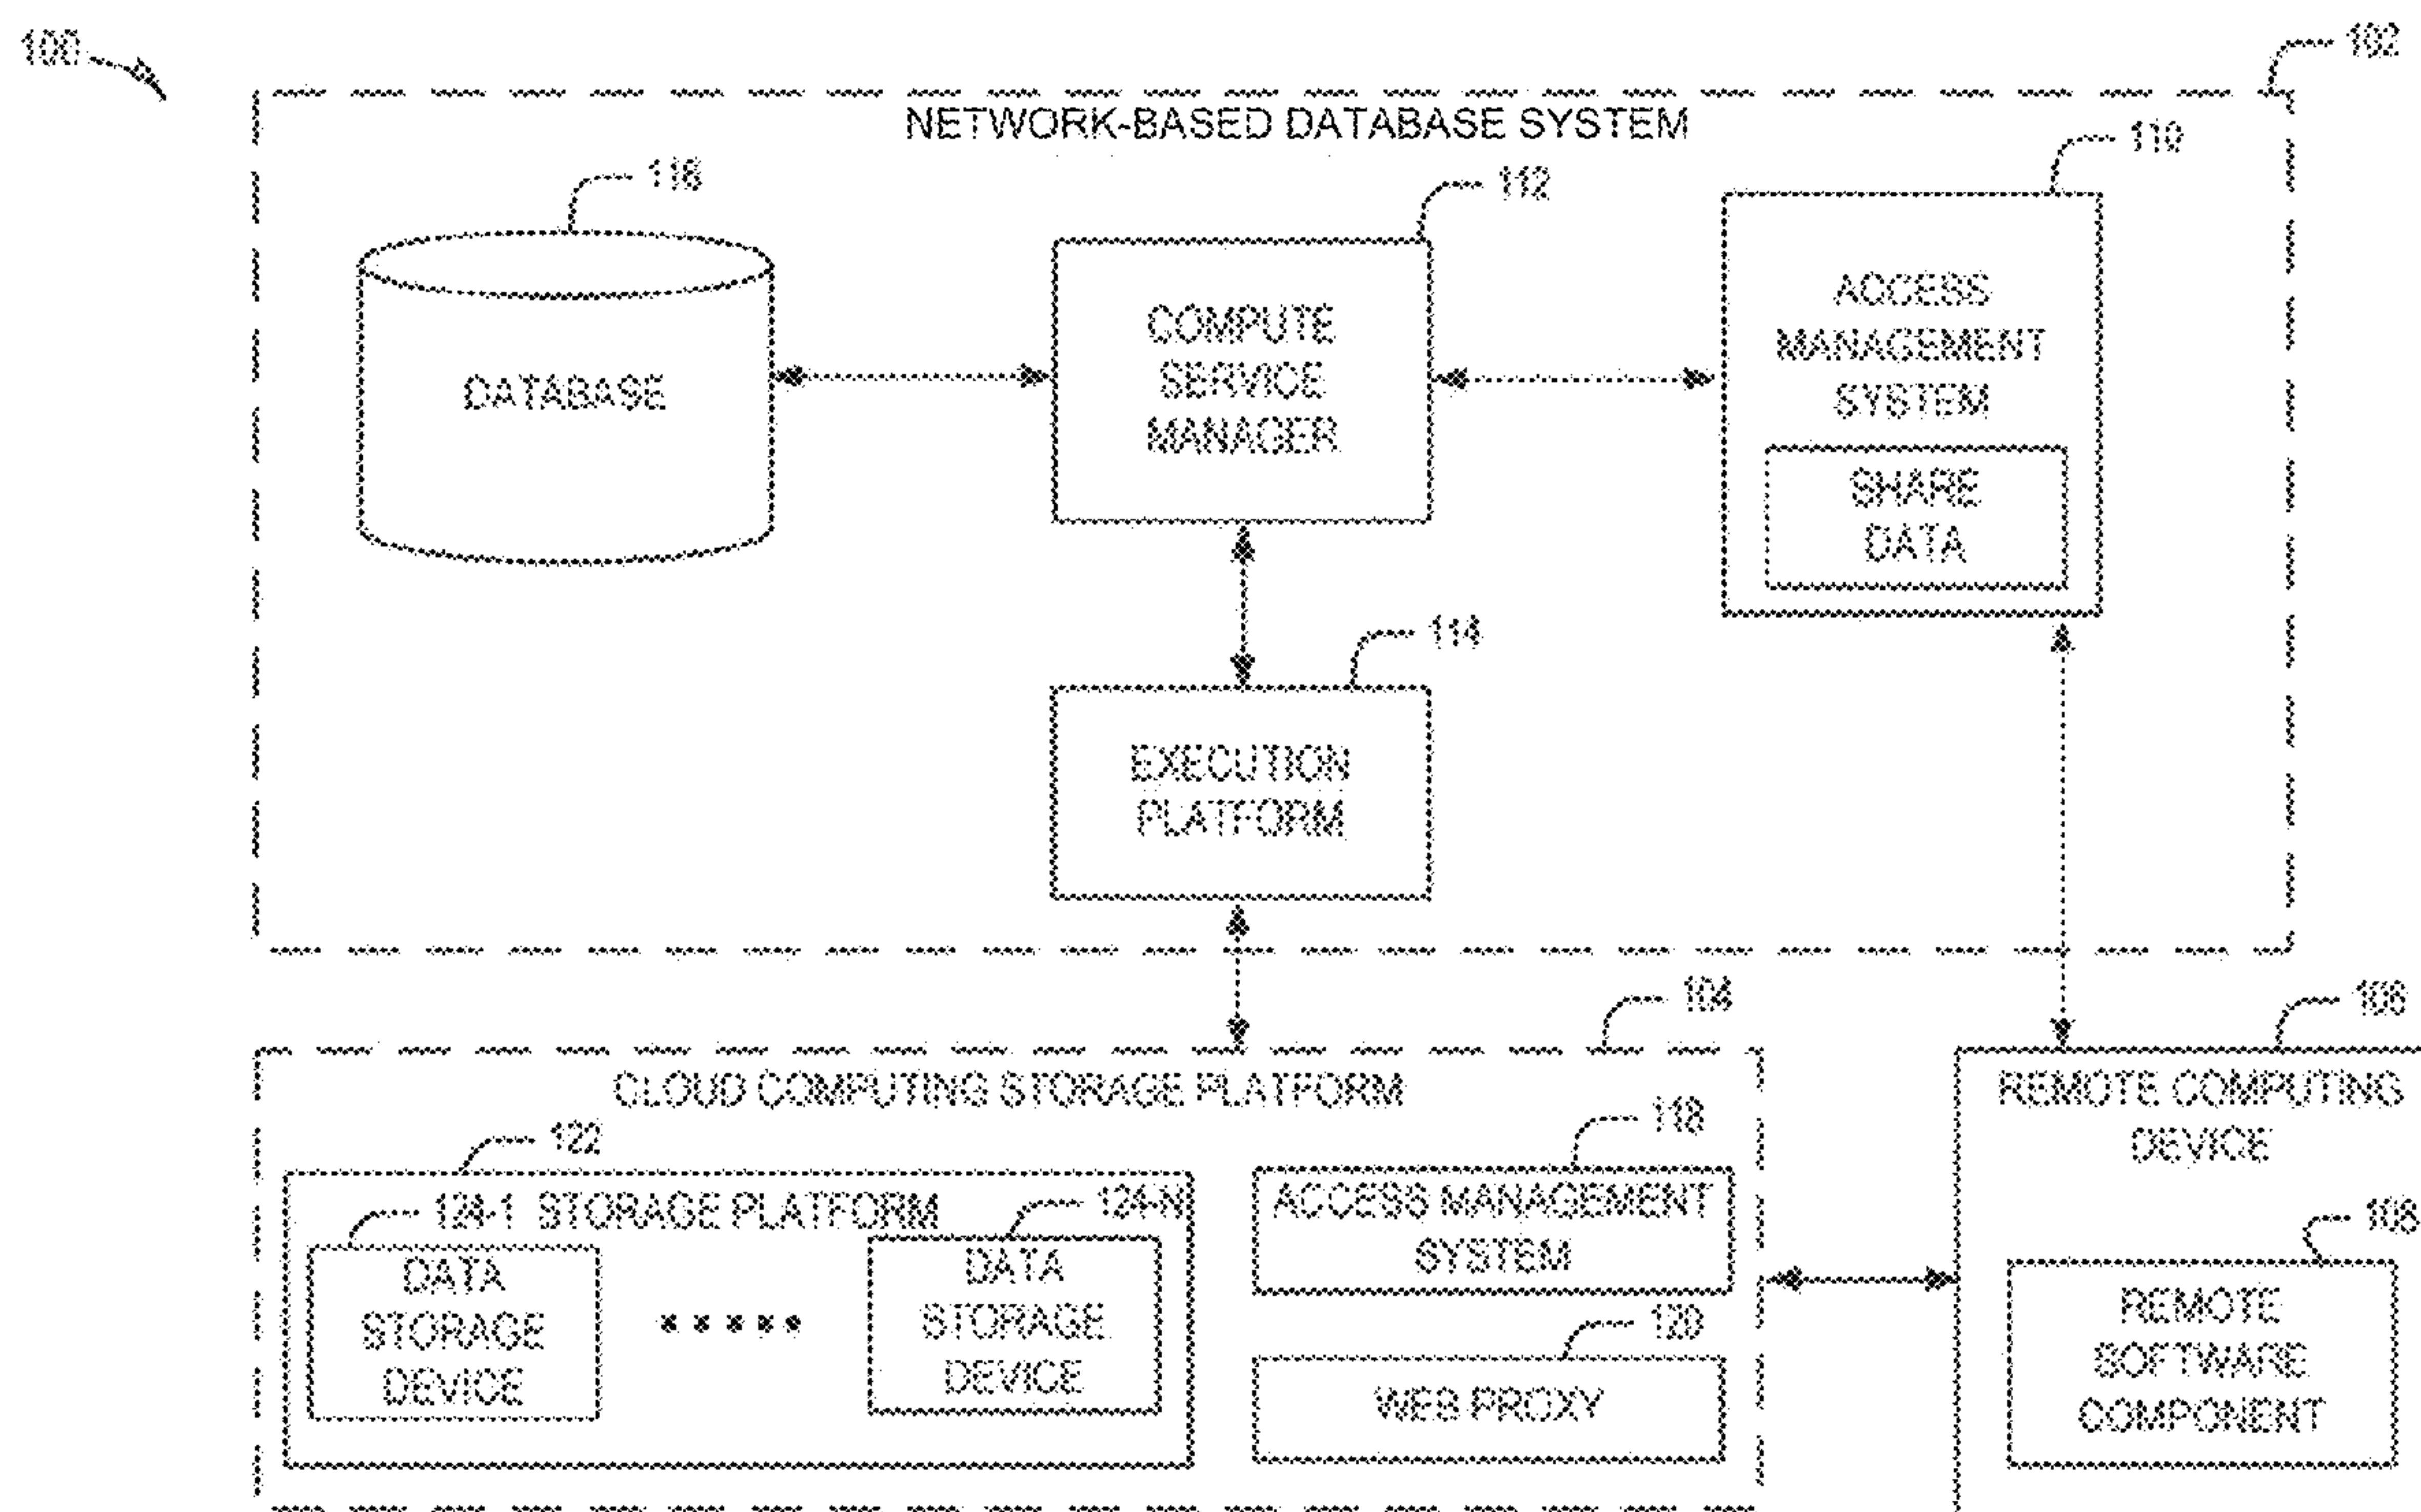 100
102
NETWORK-BASED DATABASE SYSTEM
110
116
112
ACCESS
MANAGEMENT
SYSTEM
COMPUTE
SERVICE
MANAGER
DATABASE
SHARE
DATA
114
EXECUTION
PLATFORM
104
106
CLOUD COMPUTING STORAGE PLATFORM
REMOTE COMPUTING
DEVICE
122
118
124-1 STORAGE PLATFORM
124-N
ACCESS MANAGEMENT
SYSTEM
108
DATA
STORAGE
DEVICE
DATA
STORAGE
DEVICE
120
WEB PROXY
REMOTE
SOFTWARE
COMPONENT